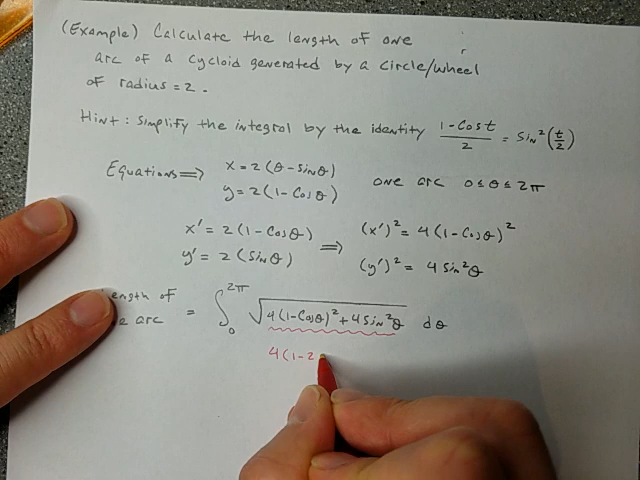 (Example) Calculate the length of one
arc of a cycloid generated by a circle/wheel
of radius = 2.
Hint: Simplify the integral by the identity (1-Cos t)/2 = Sin²(t/2)
Equations ⟹ x = 2(θ - Sinθ)
y = 2(1-Cosθ) one arc 0≤θ≤2π
x' = 2(1-Cosθ) ⟹ (x')² = 4(1-Cosθ)²
y' = 2(Sinθ) (y')² = 4 Sin²θ
of
arc = ∫₀^2π √(4(1-Cosθ)² + 4 Sin²θ) dθ
4(1-2